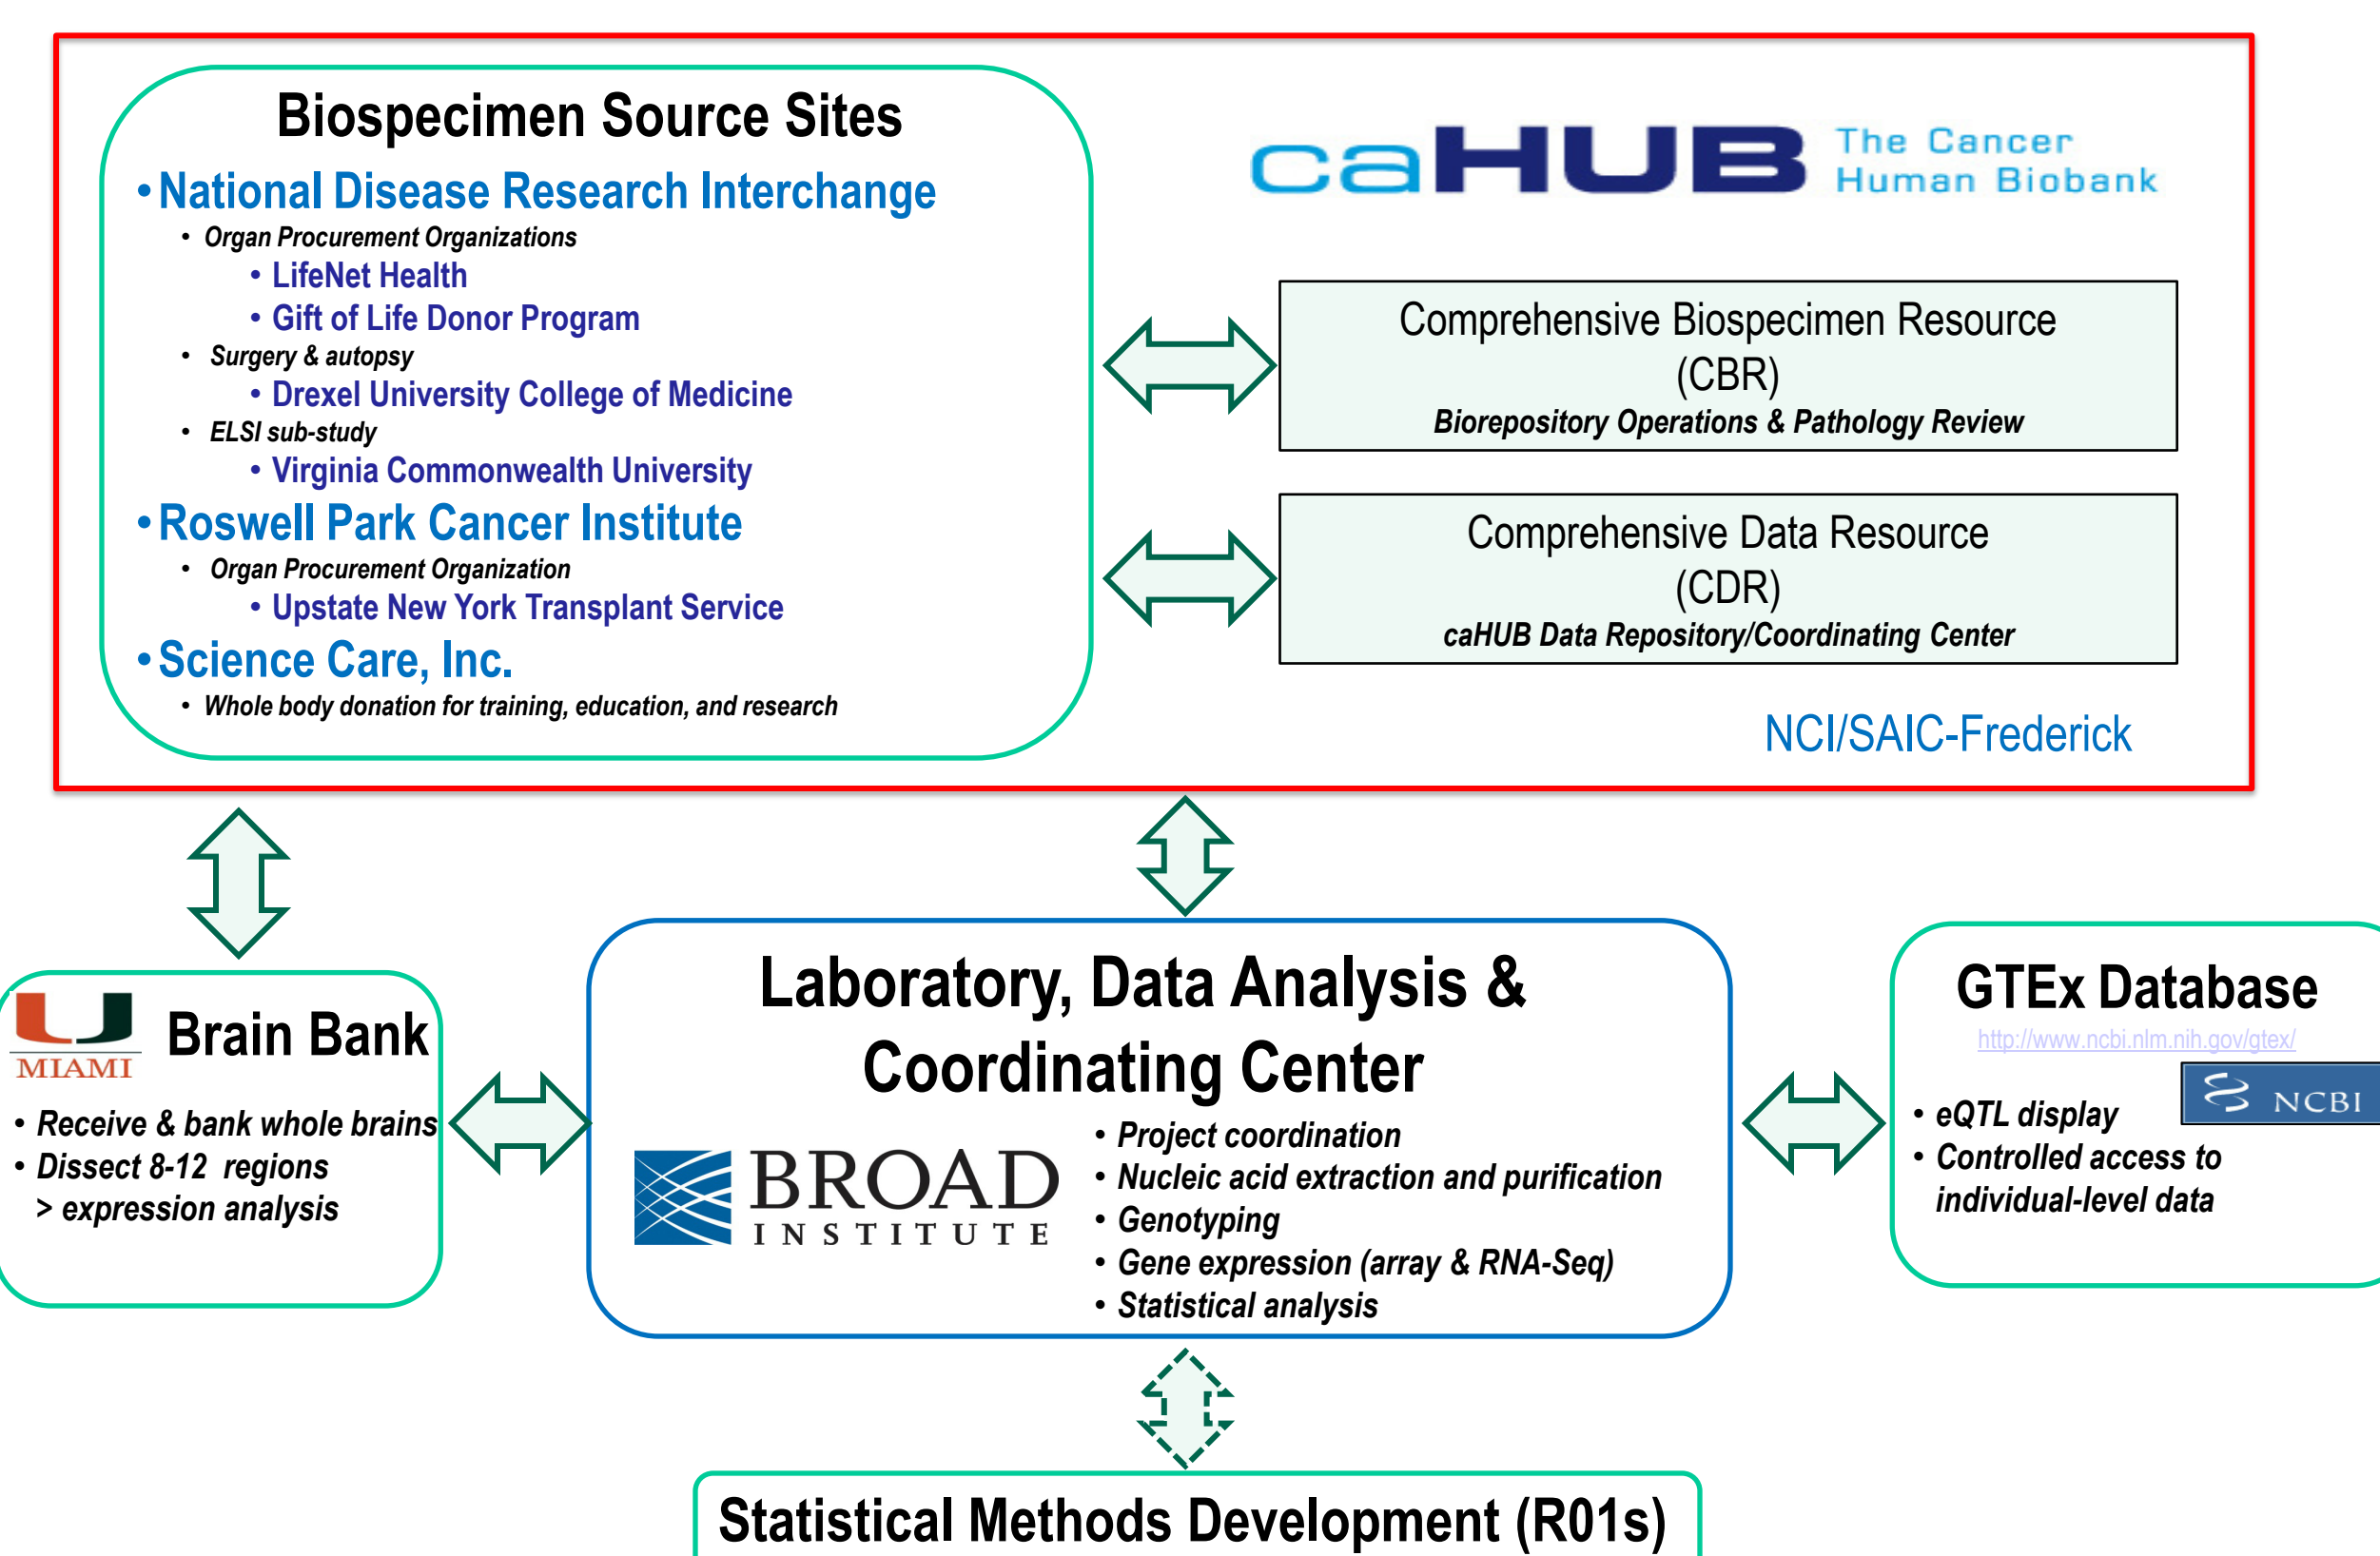 Biospecimen Source Sites
•National Disease Research Interchange
• Organ Procurement Organizations
• LifeNet Health
• Gift of Life Donor Program
• Surgery & autopsy
• Drexel University College of Medicine
• ELSI sub-study
• Virginia Commonwealth University
•Roswell Park Cancer Institute
• Organ Procurement Organization
• Upstate New York Transplant Service
•Science Care, Inc.
• Whole body donation for training, education, and research
caHUB The Cancer
Human Biobank
Comprehensive Biospecimen Resource
(CBR)
Biorepository Operations & Pathology Review
Comprehensive Data Resource
(CDR)
caHUB Data Repository/Coordinating Center
NCI/SAIC-Frederick
MIAMI
Brain Bank
• Receive & bank whole brains
• Dissect 8-12 regions
> expression analysis
Laboratory, Data Analysis &
Coordinating Center
BROAD
INSTITUTE
• Project coordination
• Nucleic acid extraction and purification
• Genotyping
• Gene expression (array & RNA-Seq)
• Statistical analysis
GTEx Database
http://www.ncbi.nlm.nih.gov/gtex/
NCBI
• eQTL display
• Controlled access to
individual-level data
Statistical Methods Development (R01s)